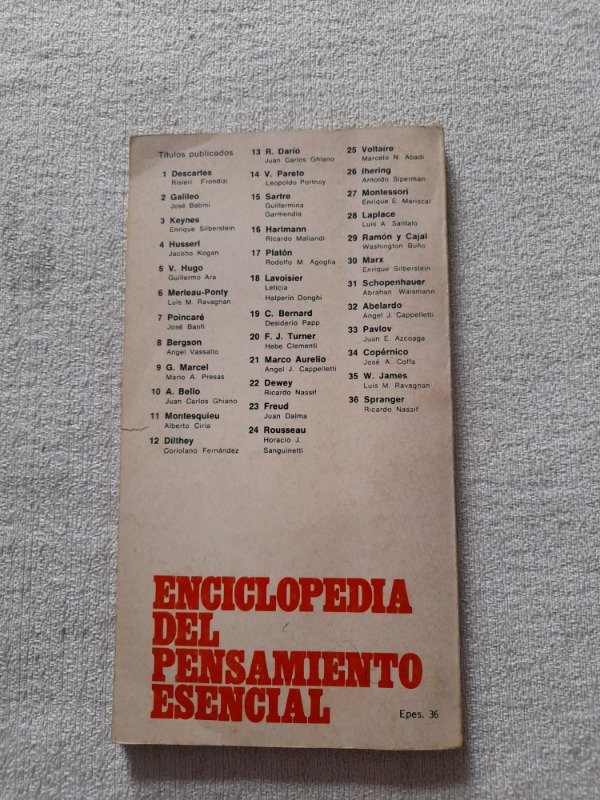 Títulos publicados
1 Descartes
Risieri Frondizi
2 Galileo
José Babini
3 Keynes
Enrique Silberstein
4 Husserl
Jacobo Kogan
5 V. Hugo
Guillermo Ara
6 Merleau-Ponty
Luis M. Ravagnan
7 Poincaré
José Banfi
8 Bergson
Angel Vassallo
9 G. Marcel
Mario A. Presas
10 A. Bello
Juan Carlos Ghiano
11 Montesquieu
Alberto Ciria
12 Dilthey
Coriolano Fernández
13 R. Darío
Juan Carlos Ghiano
14 V. Pareto
Leopoldo Portnoy
15 Sartre
Guillermina
Garmendia
16 Hartmann
Ricardo Maliandi
17 Platón
Rodolfo M. Agoglia
18 Lavoisier
Leticia
Halperin Donghi
19 C. Bernard
Desiderio Papp
20 F. J. Turner
Hebe Clementi
21 Marco Aurelio
Angel J. Cappelletti
22 Dewey
Ricardo Nassif
23 Freud
Juan Dalma
24 Rousseau
Horacio J.
Sanguinetti
25 Voltaire
Marcelo N. Abadi
26 Ihering
Arnoldo Siperman
27 Montessori
Enrique E. Mariscal
28 Laplace
Luis A. Santaló
29 Ramón y Cajal
Washington Buño
30 Marx
Enrique Silberstein
31 Schopenhauer
Abrahan Waismann
32 Abelardo
Angel J. Cappelletti
33 Pavlov
Juan E. Azcoaga
34 Copérnico
José A. Coffa
35 W. James
Luis M. Ravagnan
36 Spranger
Ricardo Nassif
ENCICLOPEDIA
DEL
PENSAMIENTO
ESENCIAL
Epes. 36